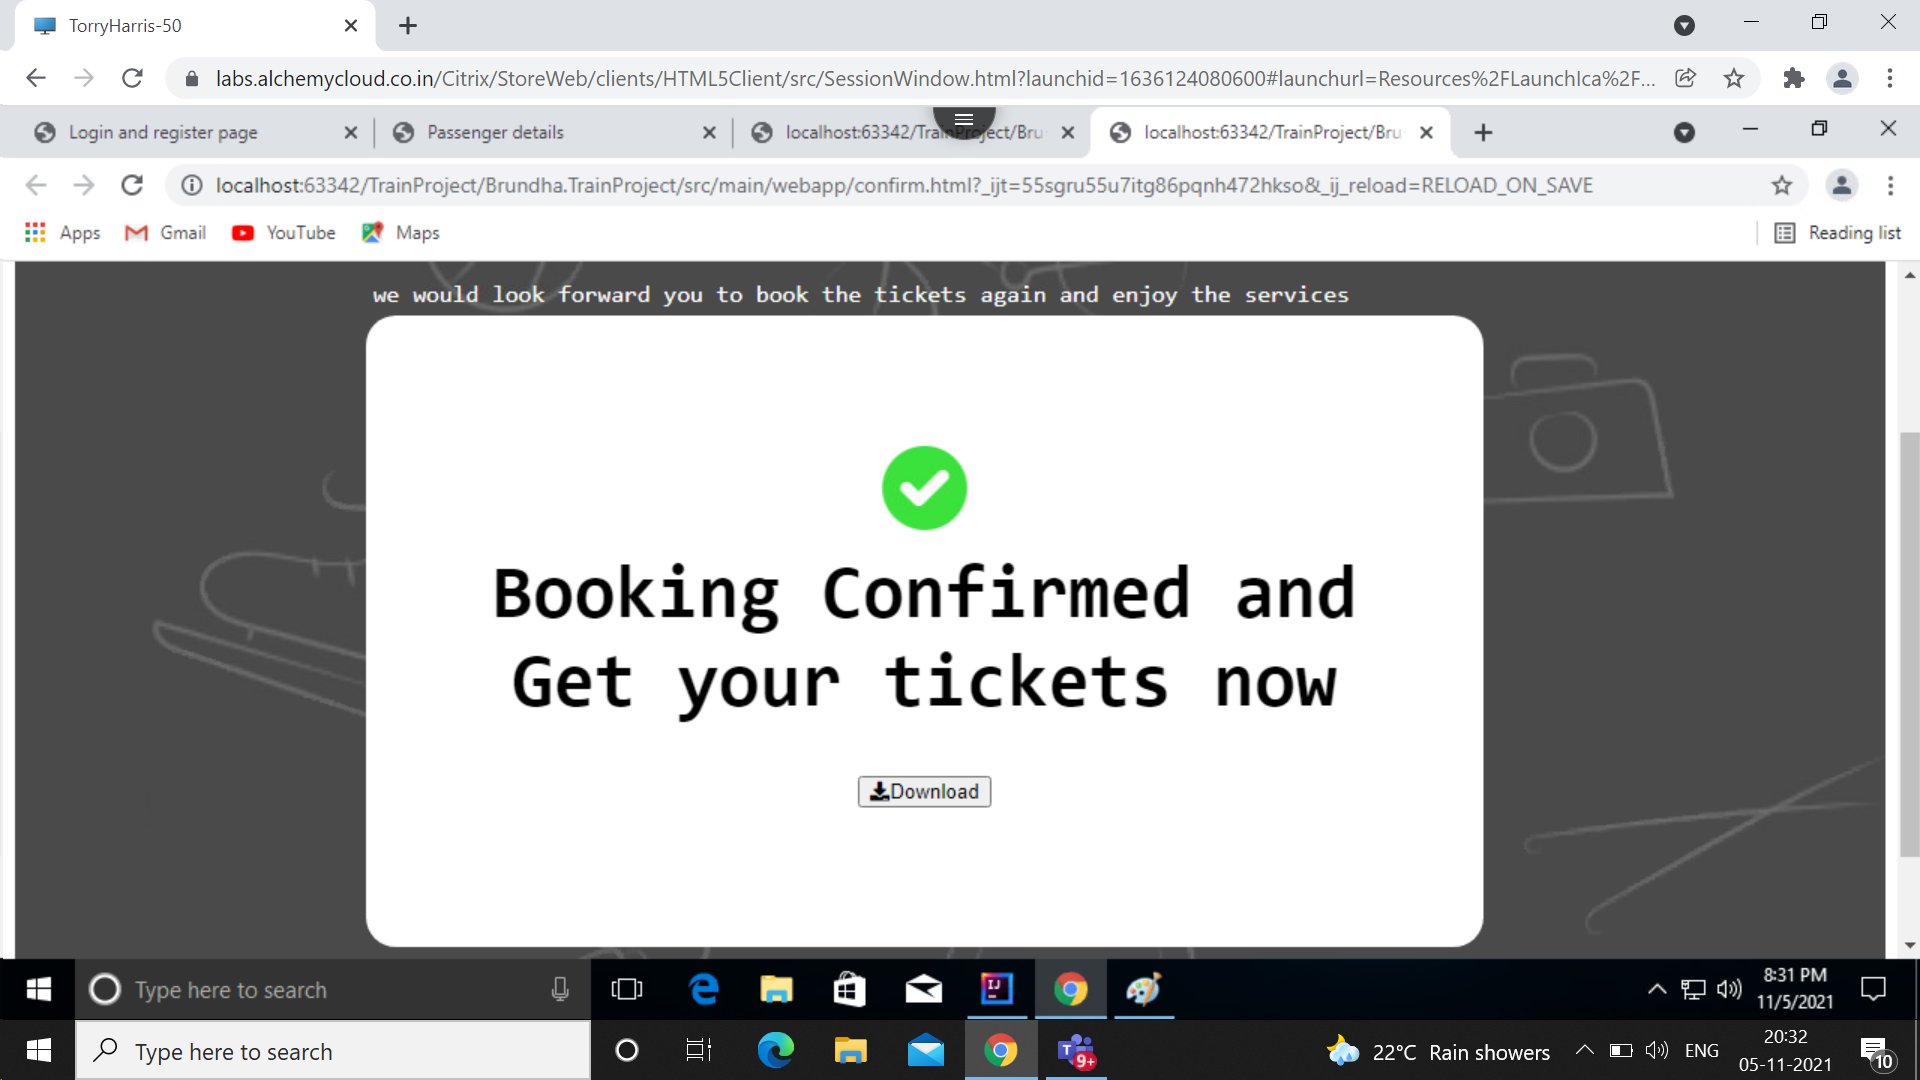 TorryHarris-50
labs.alchemycloud.co.in/Citrix/StoreWeb/clients/HTML5Client/src/SessionWindow.html?launchid=1636124080600#launchurl=Resources%2FLaunchIca%2F...
Login and register page
Passenger details
localhost:63342/TrainProject/Bru
localhost:63342/TrainProject/Bru
localhost:63342/TrainProject/Brundha.TrainProject/src/main/webapp/confirm.html?_ijt=55sgru55u7itg86pqnh472hkso&_ij_reload=RELOAD_ON_SAVE
Apps Gmail YouTube Maps Reading list
we would look forward you to book the tickets again and enjoy the services
Booking Confirmed and
Get your tickets now
Download
Type here to search
8:31 PM
11/5/2021
Type here to search
9+
22°C Rain showers
ENG
20:32
05-11-2021
10